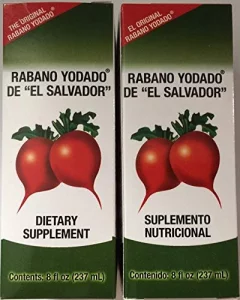 THE ORIGINAL
RABANO YODADO®
RABANO YODADO®
DE "EL SALVADOR"
DIETARY
SUPPLEMENT
Contents: 8 fl oz (237 mL)
EL ORIGINAL
RABANO YODADO®
RABANO YODADO®
DE "EL SALVADOR"
SUPLEMENTO
NUTRICIONAL
Contenido: 8 fl oz (237 mL)